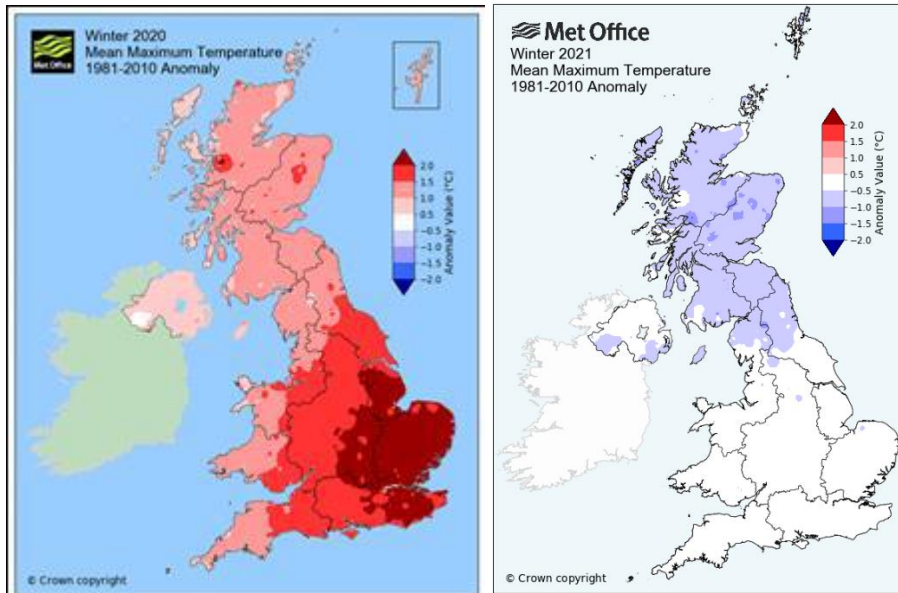 Met Office
Winter 2020
Mean Maximum Temperature
1981-2010 Anomaly
2.0
1.5
1.0
0.5
−0.5
−1.0
−1.5
−2.0
Anomaly Value (°C)
© Crown copyright
Met Office
Winter 2021
Mean Maximum Temperature
1981-2010 Anomaly
2.0
1.5
1.0
0.5
−0.5
−1.0
−1.5
−2.0
Anomaly Value (°C)
© Crown copyright